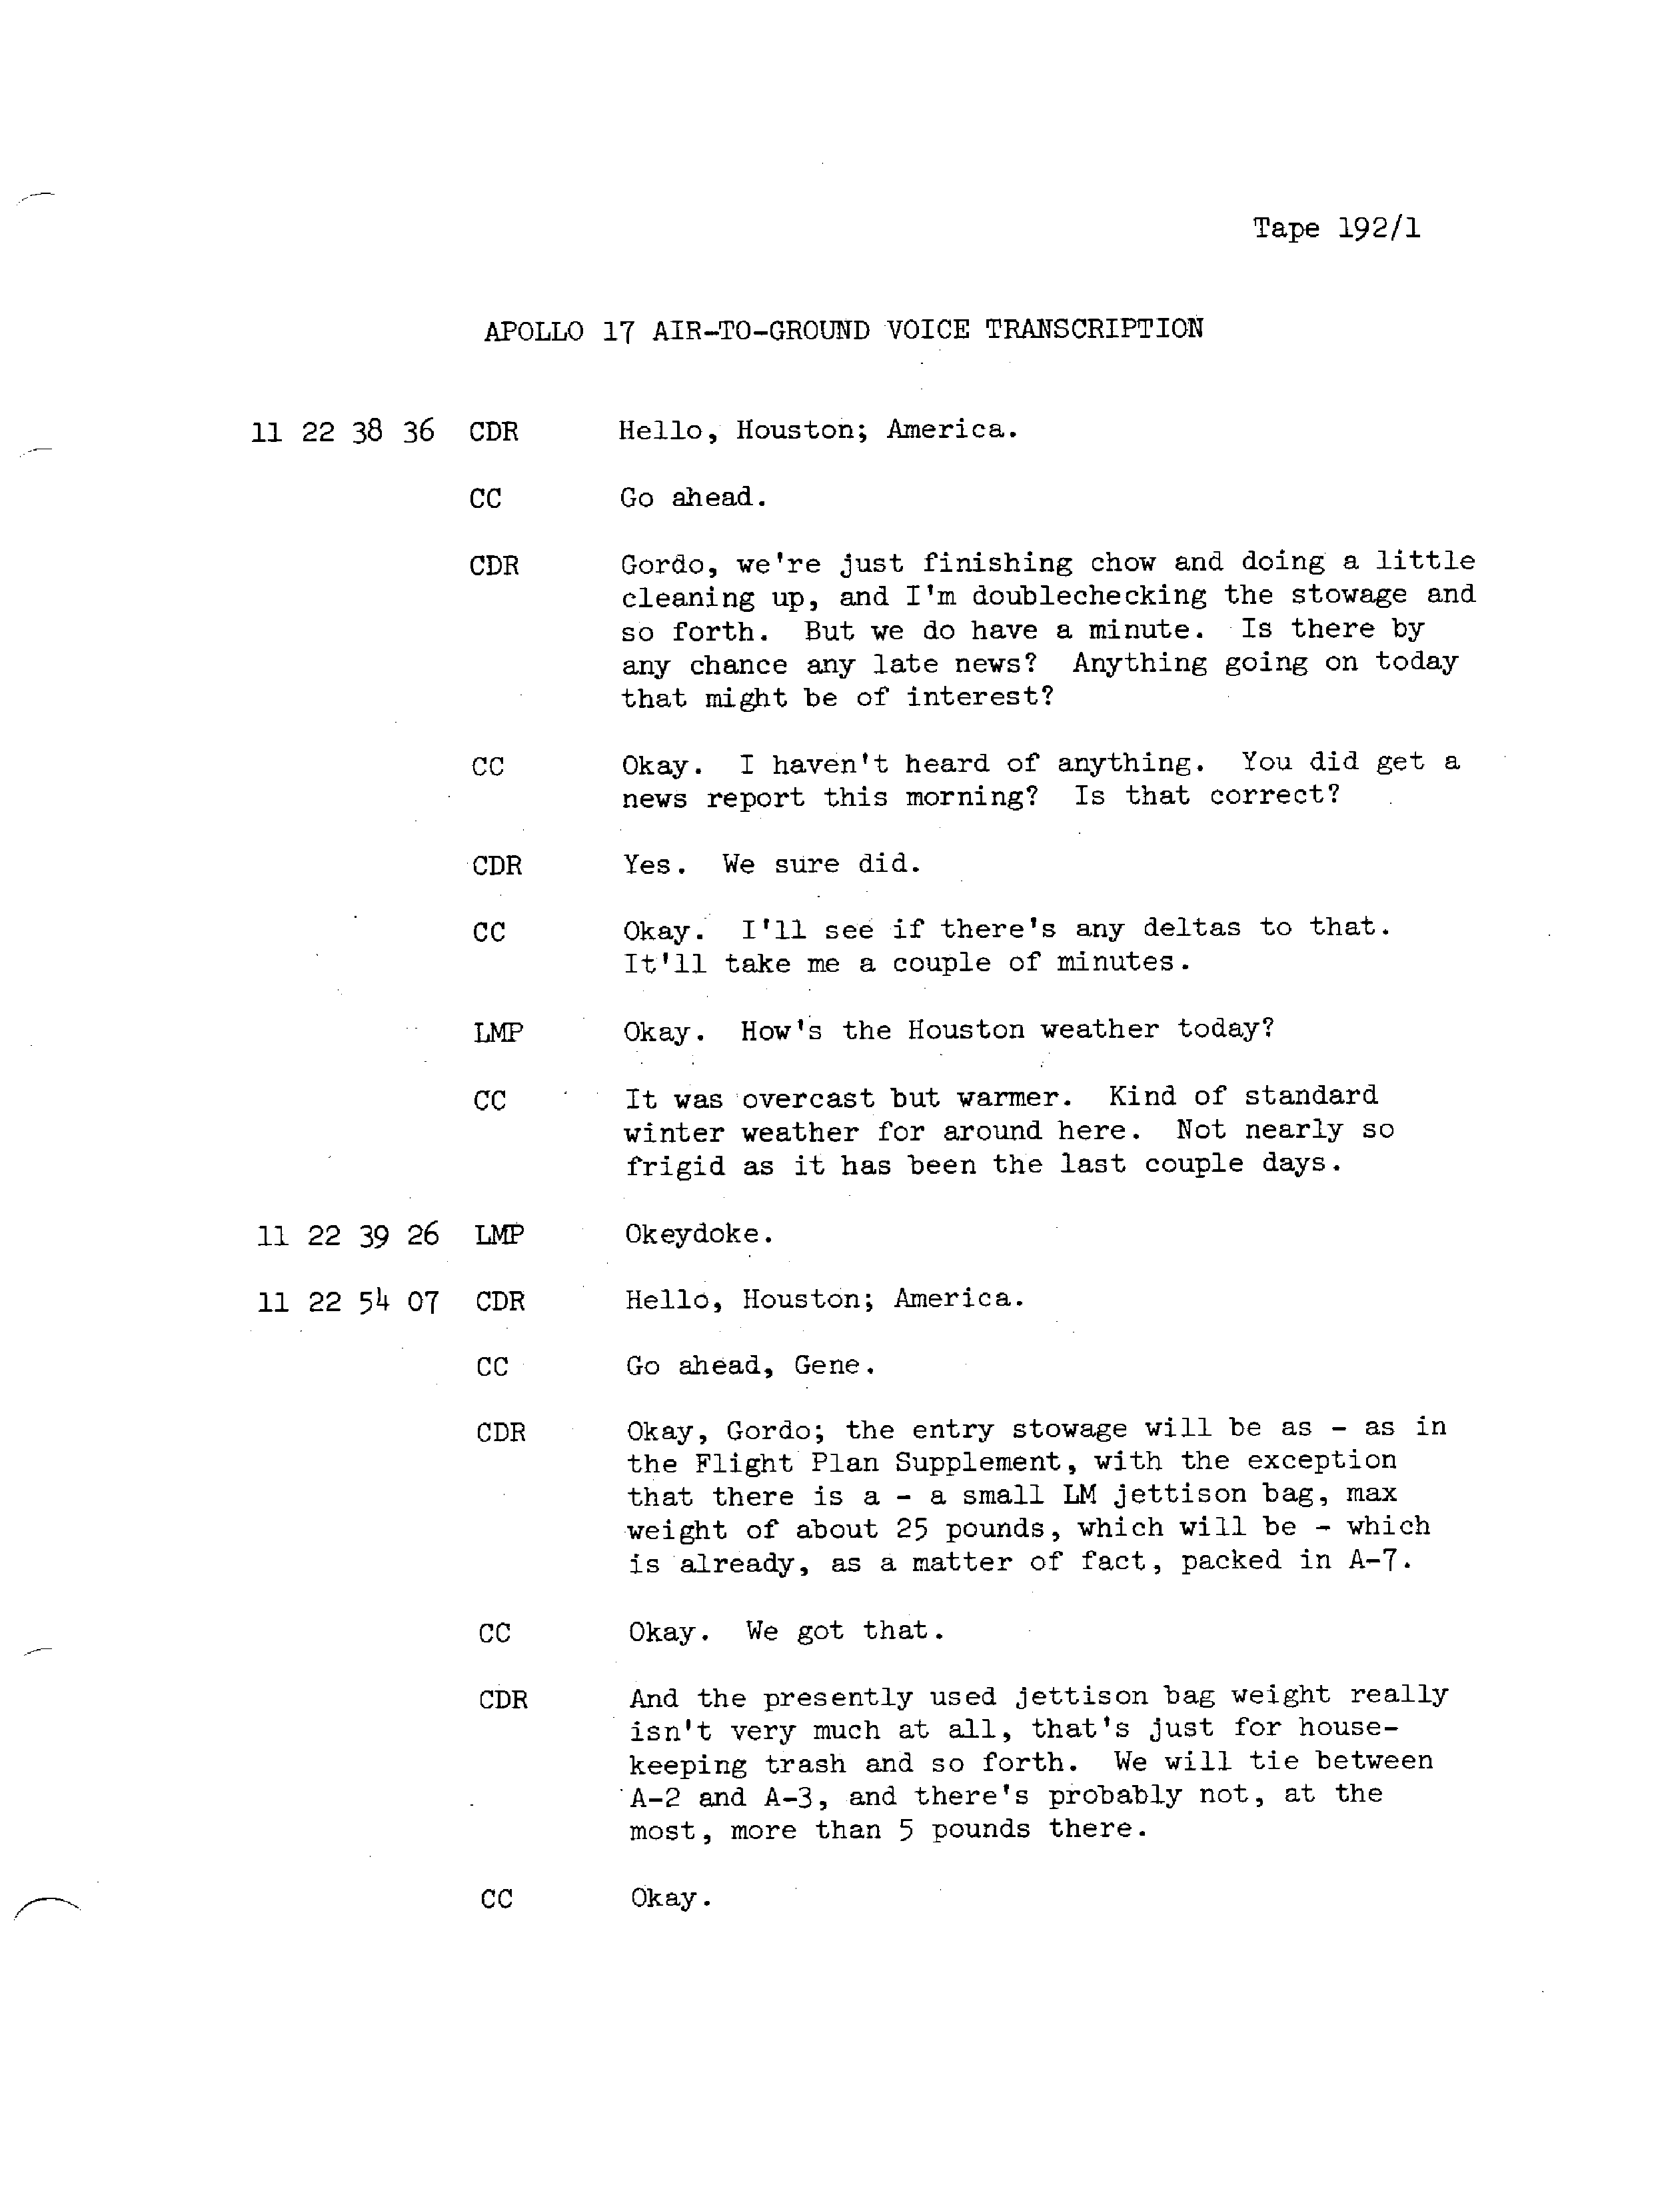 Tape 192/1
APOLLO 17 AIR-TO-GROUND VOICE TRANSCRIPTION
11 22 38 36 CDR Hello, Houston; America.
CC Go ahead.
CDR Gordo, we're just finishing chow and doing a little
cleaning up, and I'm doublechecking the stowage and
so forth. But we do have a minute. Is there by
any chance any late news? Anything going on today
that might be of interest?
CC Okay. I haven't heard of anything. You did get a
news report this morning? Is that correct?
CDR Yes. We sure did.
CC Okay. I'll see if there's any deltas to that.
It'll take me a couple of minutes.
LMP Okay. How's the Houston weather today?
CC It was overcast but warmer. Kind of standard
winter weather for around here. Not nearly so
frigid as it has been the last couple days.
11 22 39 26 LMP Okeydoke.
11 22 54 07 CDR Hello, Houston; America.
CC Go ahead, Gene.
CDR Okay, Gordo; the entry stowage will be as - as in
the Flight Plan Supplement, with the exception
that there is a - a small LM jettison bag, max
weight of about 25 pounds, which will be - which
is already, as a matter of fact, packed in A-7.
CC Okay. We got that.
CDR And the presently used jettison bag weight really
isn't very much at all, that's just for house-
keeping trash and so forth. We will tie between
A-2 and A-3, and there's probably not, at the
most, more than 5 pounds there.
CC Okay.